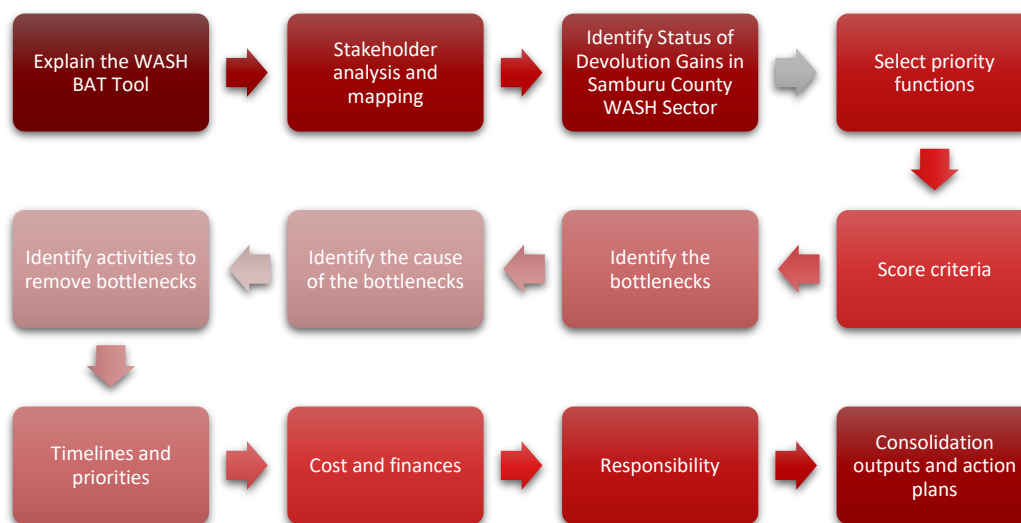 Explain the WASH
BAT Tool
Stakeholder
analysis and
mapping
Identify Status of
Devolution Gains in
Samburu County
WASH Sector
Select priority
functions
Score criteria
Identify the
bottlenecks
Identify the cause
of the bottlenecks
Identify activities to
remove bottlenecks
Timelines and
priorities
Cost and finances
Responsibility
Consolidation
outputs and action
plans